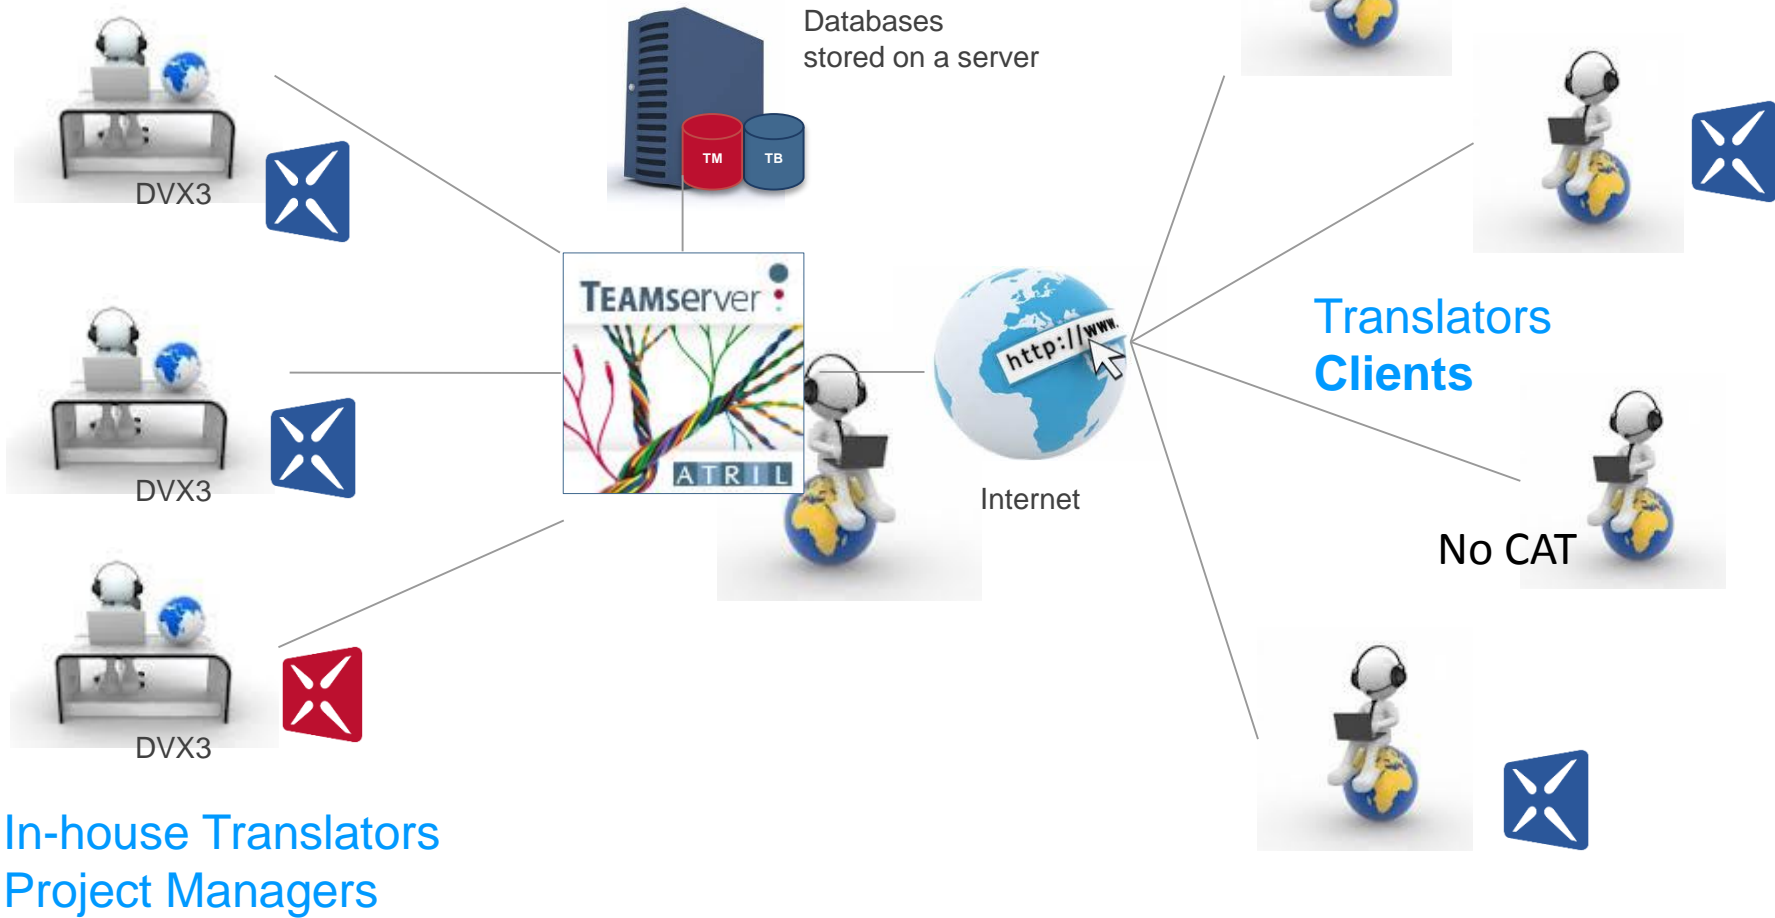 Databases
stored on a server
TM
TB
DVX3
TEAMserver
http://www.
Translators
Clients
ATRIL
DVX3
Internet
No CAT
DVX3
In-house Translators
Project Managers